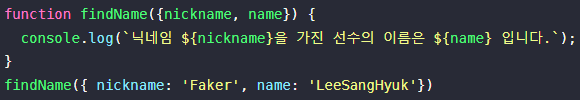 function findName({nickname, name}) {
  console.log(`닉네임 ${nickname}을 가진 선수의 이름은 ${name} 입니다.`);
}
findName({ nickname: 'Faker', name: 'LeeSangHyuk'})